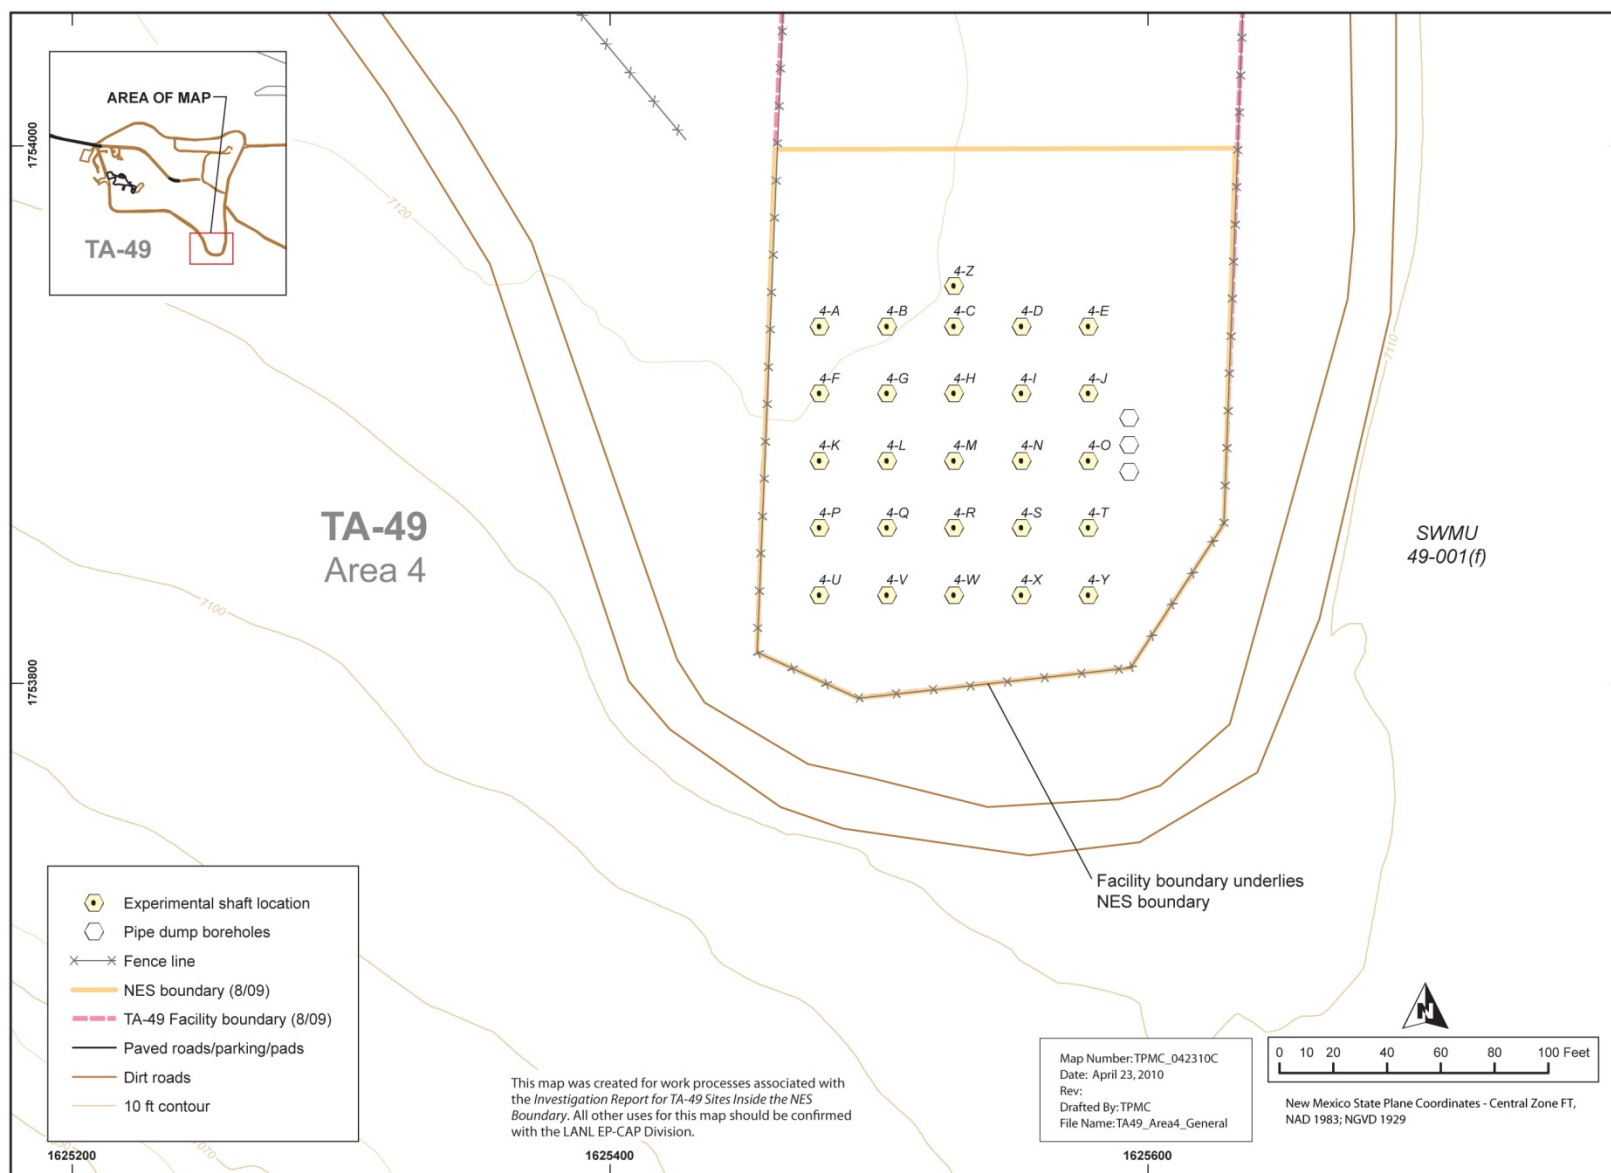 AREA OF MAP
TA-49
1754000
1753800
7120
7110
7100
7070
4-Z
4-A 4-B 4-C 4-D 4-E
4-F 4-G 4-H 4-I 4-J
4-K 4-L 4-M 4-N 4-O
4-P 4-Q 4-R 4-S 4-T
4-U 4-V 4-W 4-X 4-Y
TA-49
Area 4
SWMU
49-001(f)
Facility boundary underlies
NES boundary
Experimental shaft location
Pipe dump boreholes
Fence line
NES boundary (8/09)
TA-49 Facility boundary (8/09)
Paved roads/parking/pads
Dirt roads
10 ft contour
This map was created for work processes associated with
the Investigation Report for TA-49 Sites Inside the NES
Boundary. All other uses for this map should be confirmed
with the LANL EP-CAP Division.
Map Number: TPMC_042310C
Date: April 23, 2010
Rev:
Drafted By: TPMC
File Name: TA49_Area4_General
N
0 10 20 40 60 80 100 Feet
New Mexico State Plane Coordinates - Central Zone FT,
NAD 1983; NGVD 1929
1625200 1625400 1625600